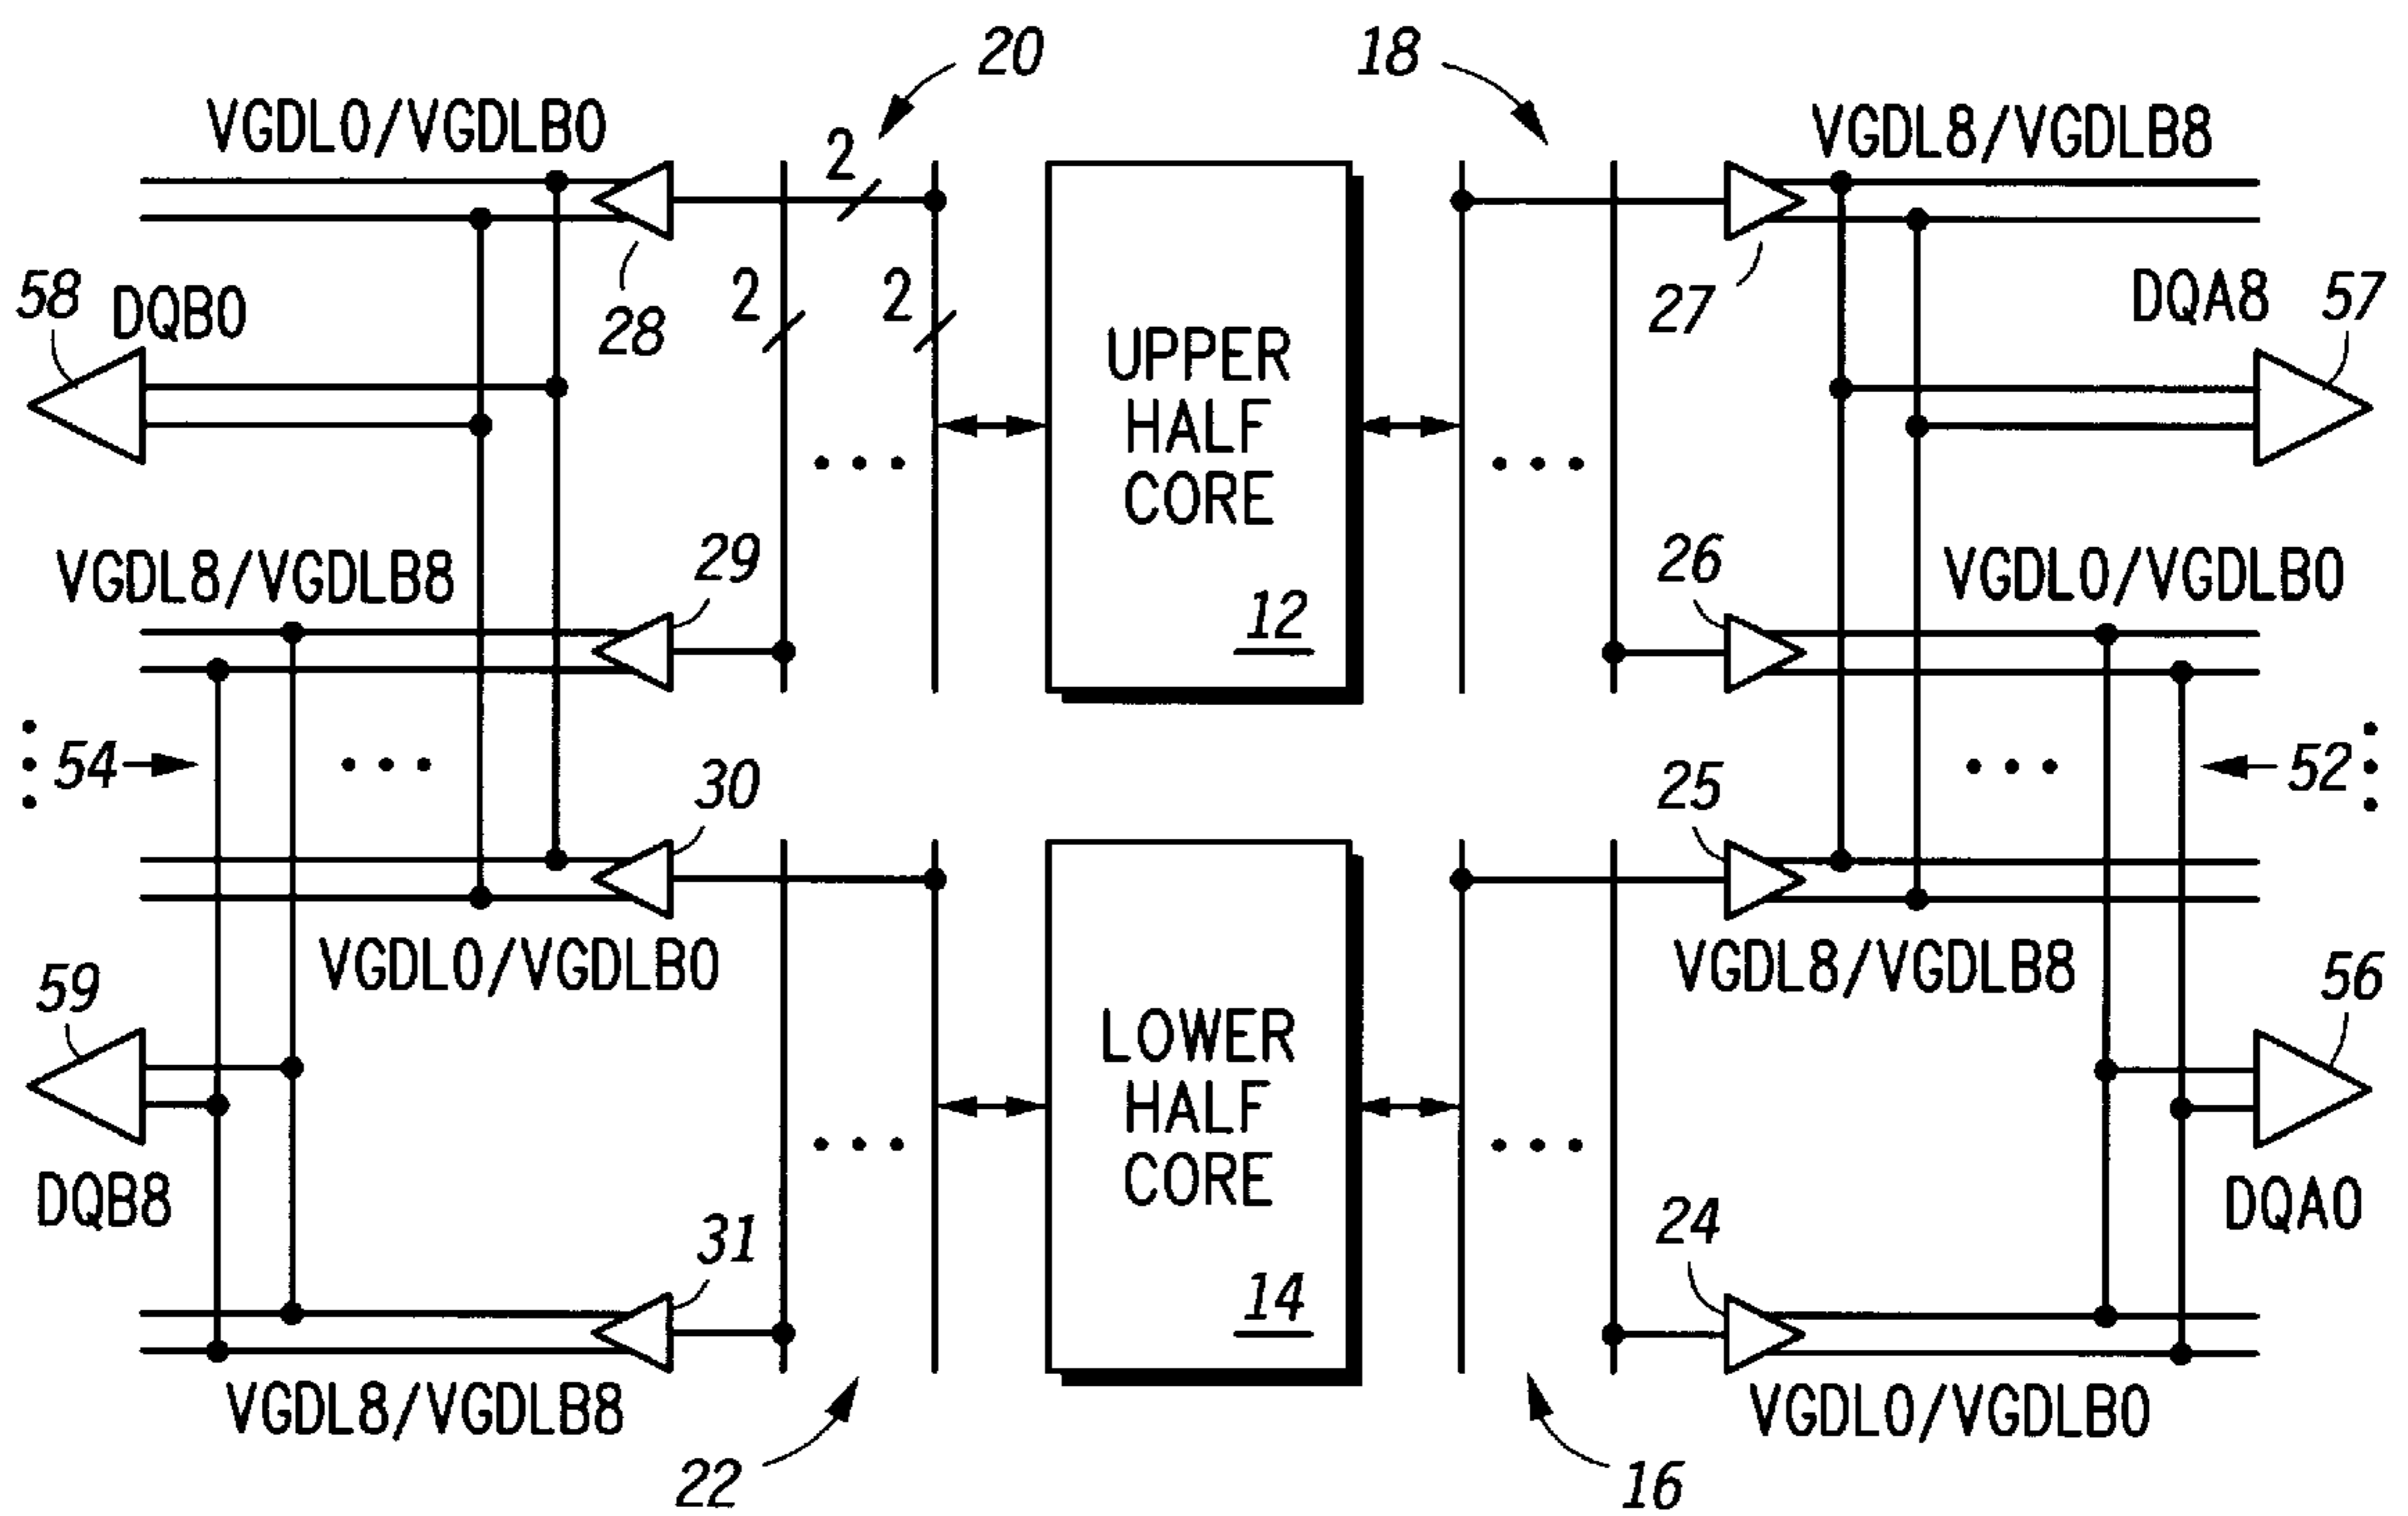 20
18
VGDL0/VGDLB0
2
VGDL8/VGDLB8
58
DQB0
28
2
2
27
DQA8
57
UPPER
HALF
CORE
12
VGDL8/VGDLB8
29
26
VGDL0/VGDLB0
54
30
25
52
VGDL0/VGDLB0
VGDL8/VGDLB8
59
56
LOWER
HALF
CORE
14
DQB8
31
24
DQA0
VGDL8/VGDLB8
VGDL0/VGDLB0
22
16